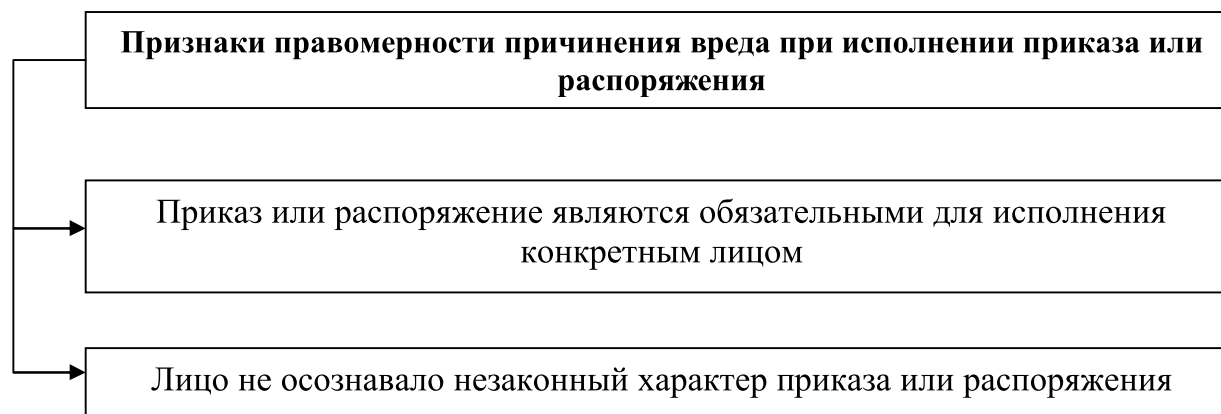 Признаки правомерности причинения вреда при исполнении приказа или
распоряжения
Приказ или распоряжение являются обязательными для исполнения
конкретным лицом
Лицо не осознавало незаконный характер приказа или распоряжения